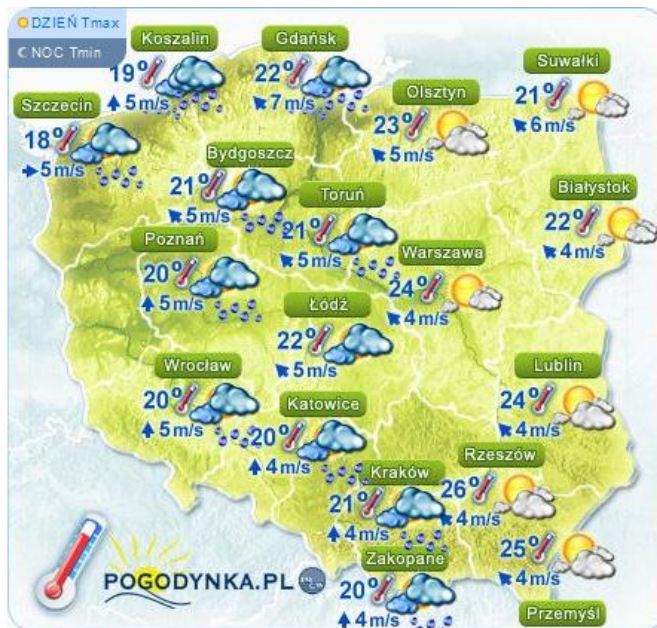 DZIEŃ Tmax
NOC Tmin
Koszalin
19°
5 m/s
Gdańsk
22°
7 m/s
Suwałki
21°
6 m/s
Olsztyn
23°
5 m/s
Szczecin
18°
5 m/s
Bydgoszcz
21°
5 m/s
Toruń
21°
5 m/s
Białystok
22°
4 m/s
Poznań
20°
5 m/s
Warszawa
24°
4 m/s
Łódź
22°
5 m/s
Wrocław
20°
5 m/s
Katowice
20°
4 m/s
Lublin
24°
4 m/s
Kraków
21°
4 m/s
Rzeszów
26°
4 m/s
Zakopane
20°
4 m/s
25°
4 m/s
Przemyśl
POGODYNKA.PL